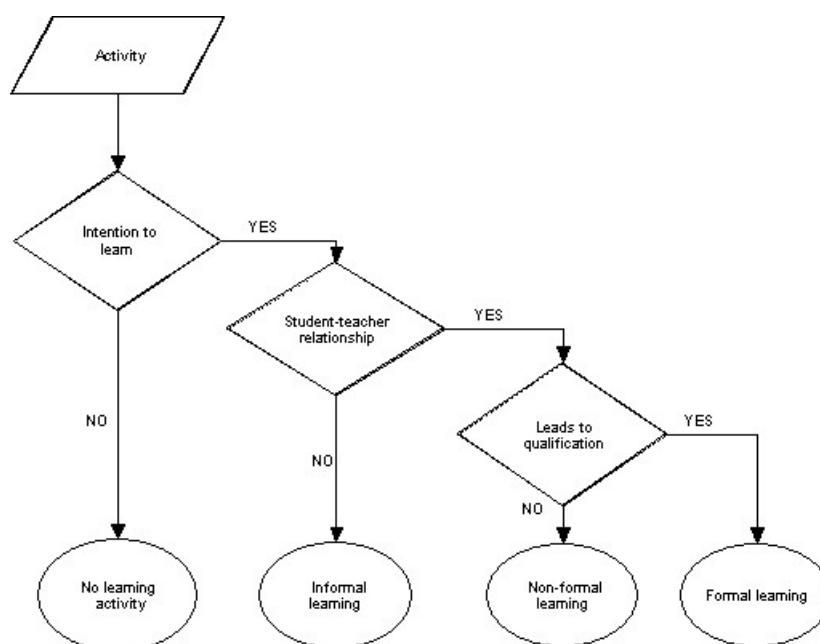 Activity
Intention to
learn
YES
Student-teacher
relationship
YES
Leads to
qualification
YES
NO
NO
NO
No learning
activity
Informal
learning
Non-formal
learning
Formal learning